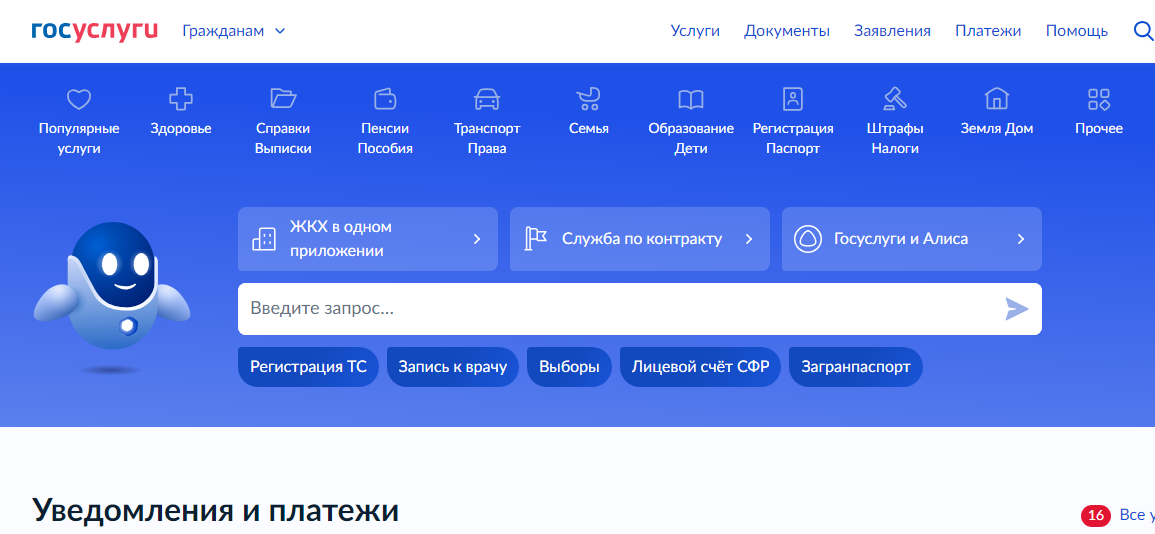 госуслуги Гражданам Услуги Документы Заявления Платежи Помощь
Популярные услуги
Здоровье
Справки Выписки
Пенсии Пособия
Транспорт Права
Семья
Образование Дети
Регистрация Паспорт
Штрафы Налоги
Земля Дом
Прочее
ЖКХ в одном
приложении
Служба по контракту
Госуслуги и Алиса
Введите запрос...
Регистрация ТС
Запись к врачу
Выборы
Лицевой счёт СФР
Загранпаспорт
Уведомления и платежи
16 Все